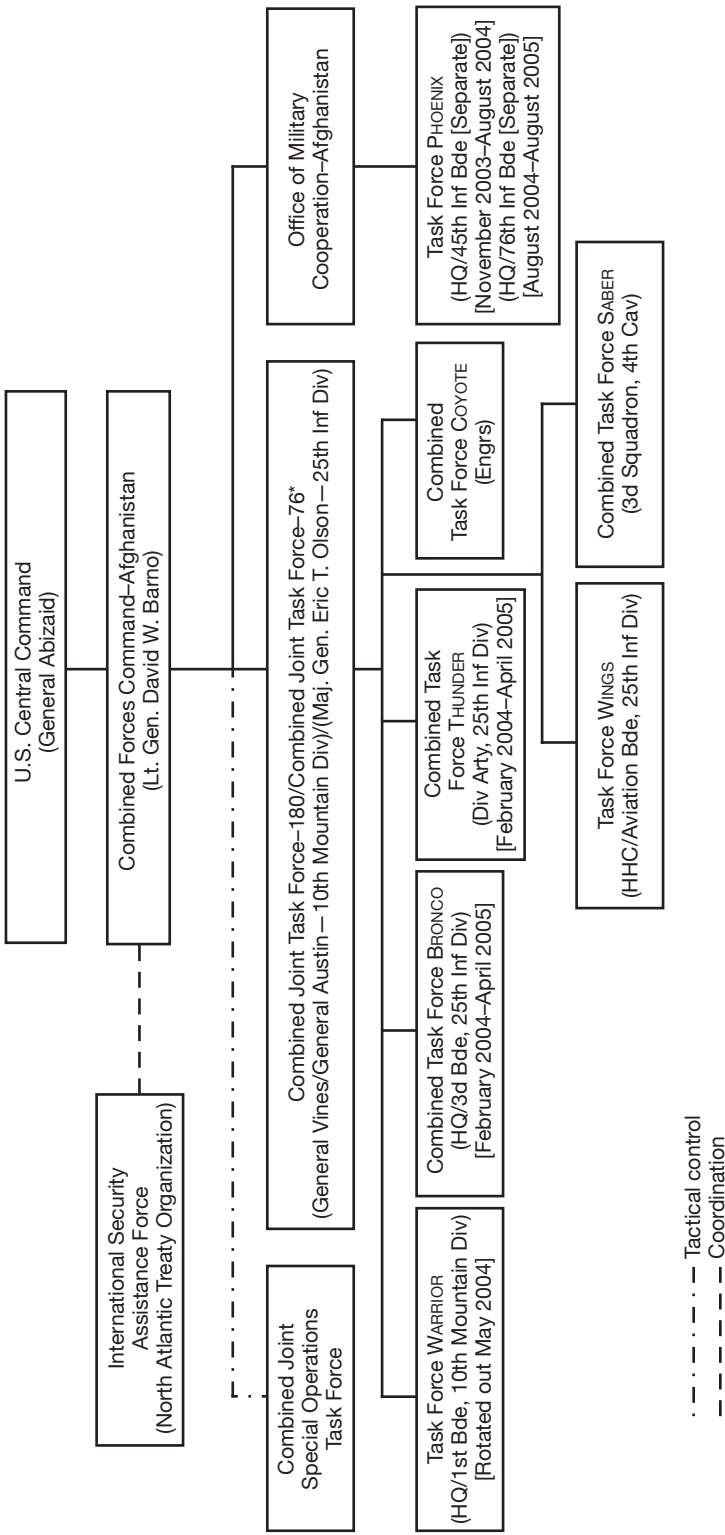 U.S. Central Command
(General Abizaid)
Combined Forces Command–Afghanistan
(Lt. Gen. David W. Barno)
International Security
Assistance Force
(North Atlantic Treaty Organization)
Combined Joint
Special Operations
Task Force
Combined Joint Task Force–180/Combined Joint Task Force–76*
(General Vines/General Austin—10th Mountain Div)/(Maj. Gen. Eric T. Olson—25th Inf Div)
Office of Military
Cooperation–Afghanistan
Task Force WARRIOR
(HQ/1st Bde, 10th Mountain Div)
[Rotated out May 2004]
Combined Task Force BRONCO
(HQ/3d Bde, 25th Inf Div)
[February 2004–April 2005]
Combined Task
Force THUNDER
(Div Arty, 25th Inf Div)
[February 2004–April 2005]
Combined
Task Force COYOTE
(Engrs)
Task Force PHOENIX
(HQ/45th Inf Bde [Separate])
[November 2003–August 2004]
(HQ/76th Inf Bde [Separate])
[August 2004–August 2005]
Task Force WINGS
(HHC/Aviation Bde, 25th Inf Div)
Combined Task Force SABER
(3d Squadron, 4th Cav)
Tactical control
Coordination